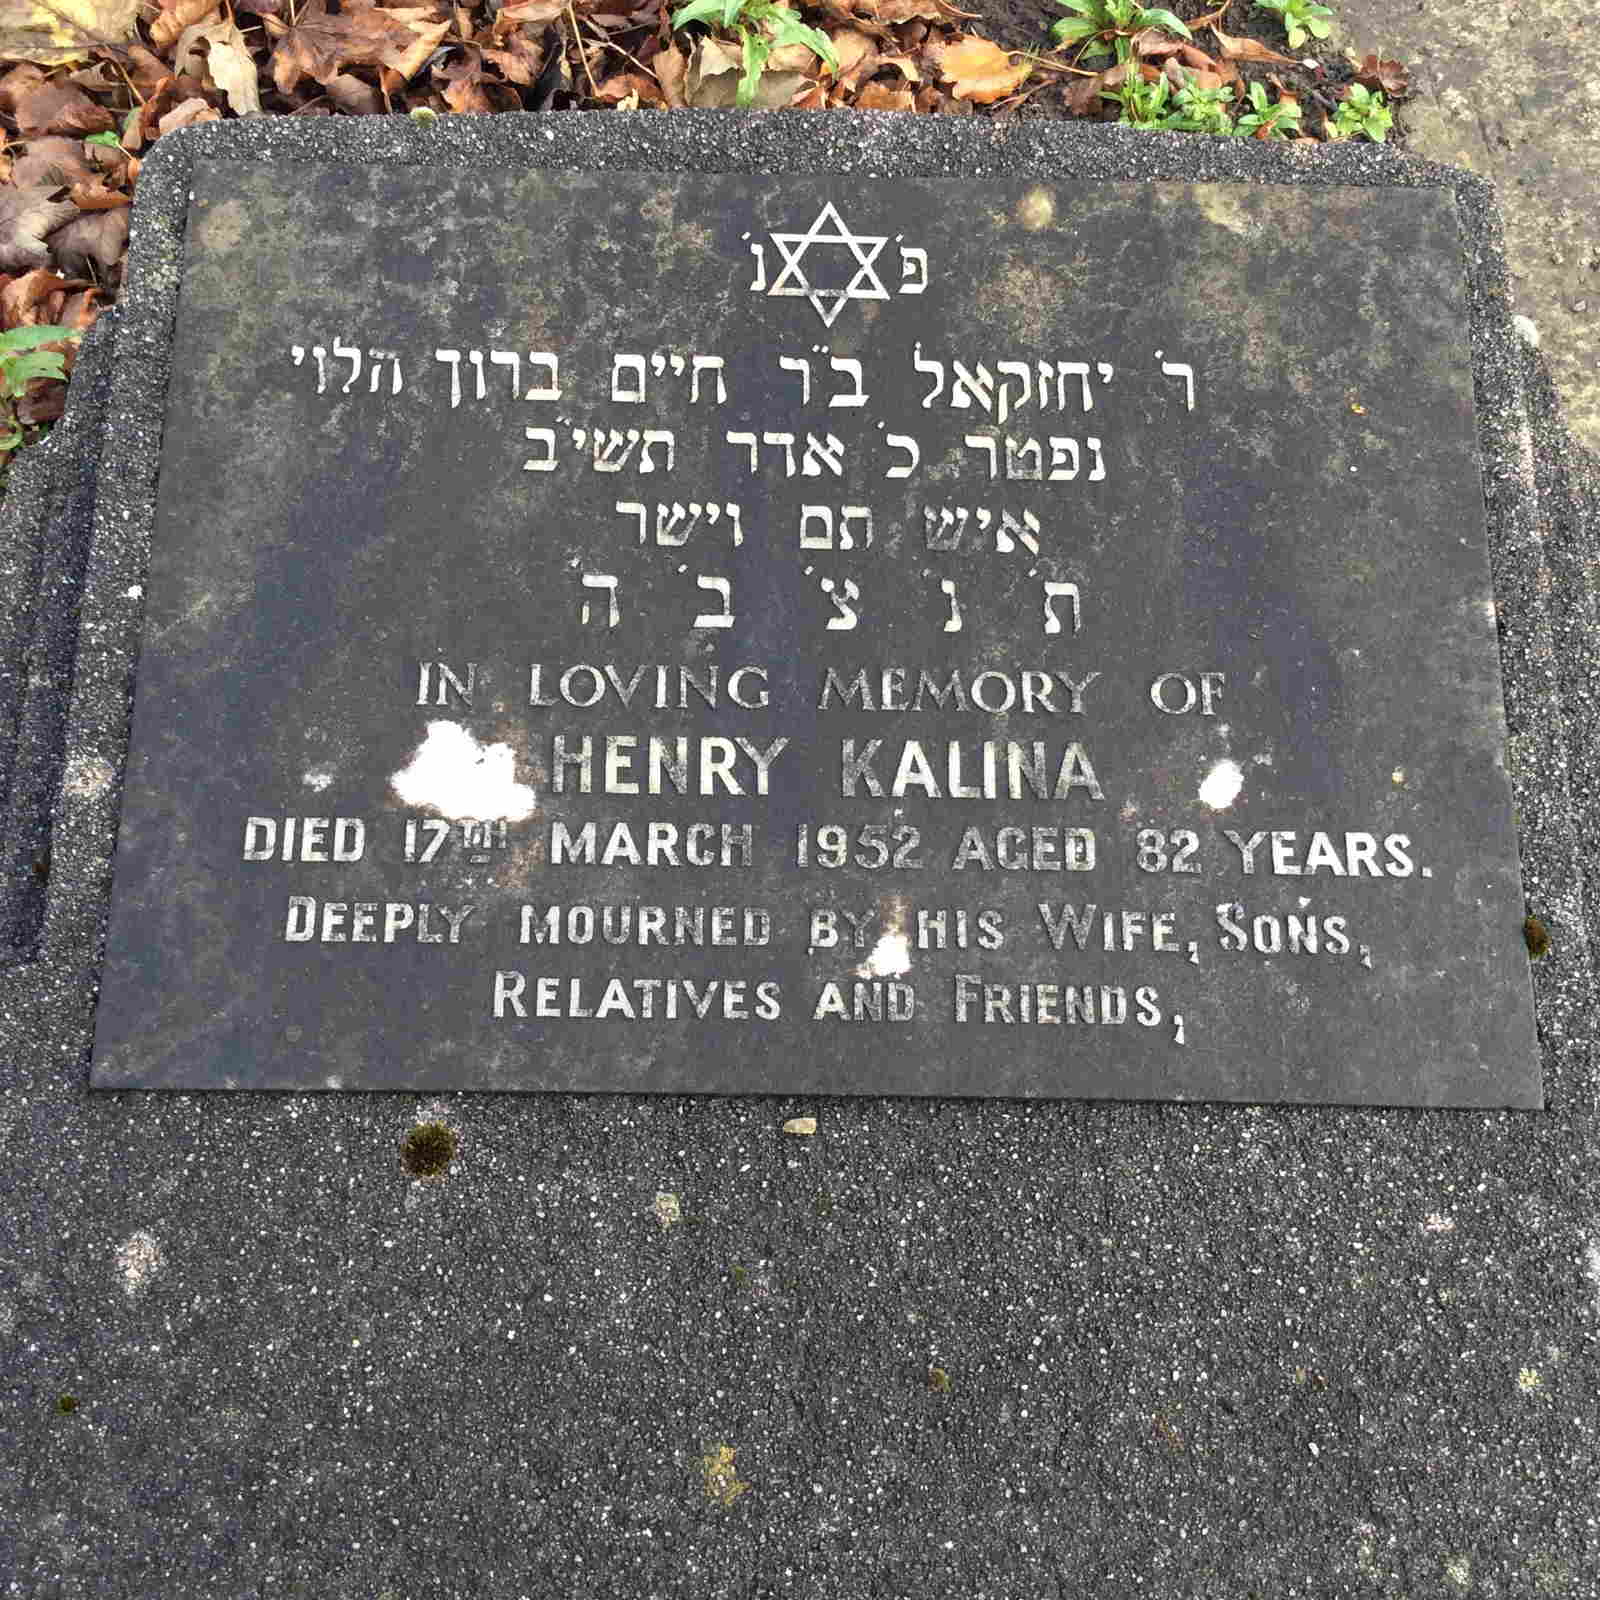 פ׳ נ׳
ר׳ יחזקאל ב״ר חיים ברוך הלוי
נפטר כ׳ אדר תשי״ב
איש תם וישר
ת׳ נ׳ צ׳ ב׳ ה׳
IN LOVING MEMORY OF
HENRY KALINA
DIED 17TH MARCH 1952 AGED 82 YEARS.
DEEPLY MOURNED BY HIS WIFE, SONS,
RELATIVES AND FRIENDS,